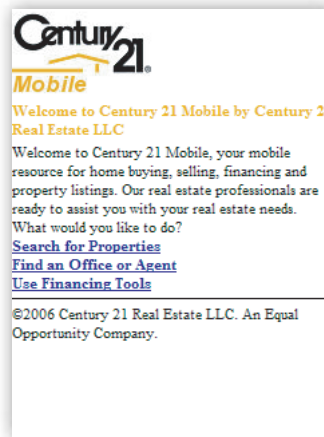 Century 21®
Mobile
Welcome to Century 21 Mobile by Century 2
Real Estate LLC
Welcome to Century 21 Mobile, your mobile
resource for home buying, selling, financing and
property listings. Our real estate professionals are
ready to assist you with your real estate needs.
What would you like to do?
Search for Properties
Find an Office or Agent
Use Financing Tools
©2006 Century 21 Real Estate LLC. An Equal
Opportunity Company.